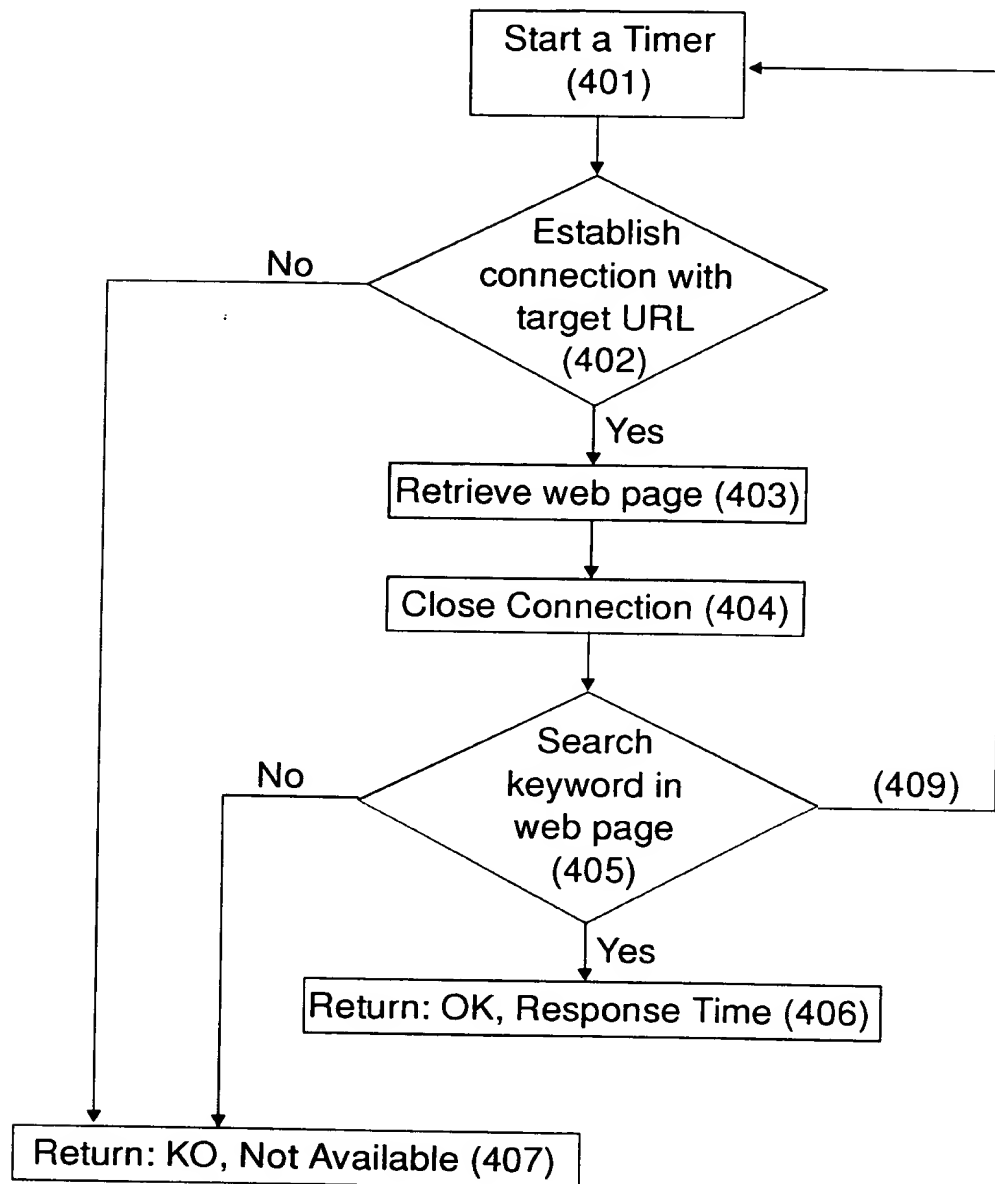 Start a Timer
(401)
Establish
connection with
target URL
(402)
No
Yes
Retrieve web page (403)
Close Connection (404)
Search
keyword in
web page
(405)
No
(409)
Yes
Return: OK, Response Time (406)
Return: KO, Not Available (407)